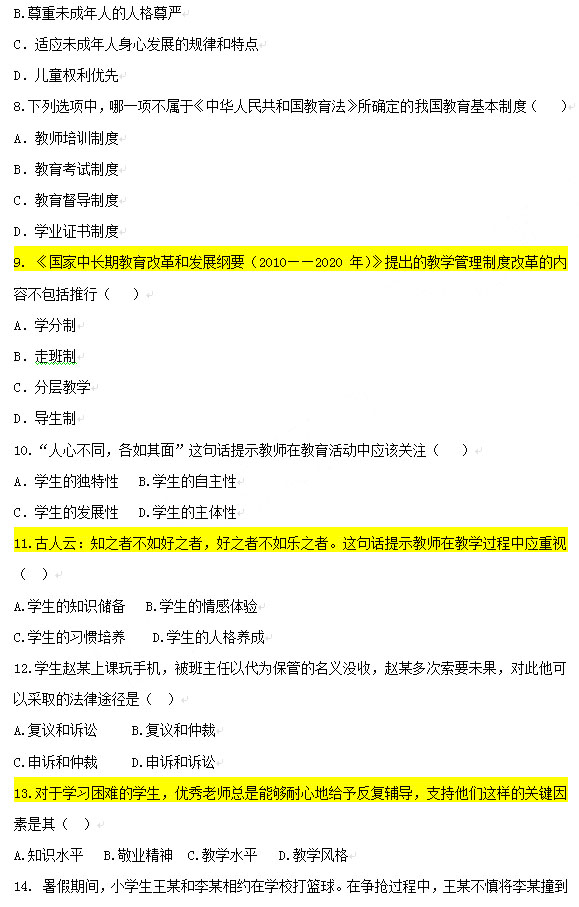 B.尊重未成年人的人格尊严
C. 适应未成年人身心发展的规律和特点
D. 儿童权利优先
8.下列选项中，哪一项不属于《中华人民共和国教育法》所确定的我国教育基本制度（   ）
A. 教师培训制度
B. 教育考试制度
C. 教育督导制度
D. 学业证书制度
9. 《国家中长期教育改革和发展纲要（2010——2020 年）》提出的教学管理制度改革的内
容不包括推行（   ）
A. 学分制
B. 走班制
C. 分层教学
D. 导生制
10.“人心不同，各如其面”这句话提示教师在教育活动中应该关注（   ）
A. 学生的独特性   B.学生的自主性
C. 学生的发展性   D.学生的主体性
11.古人云：知之者不如好之者，好之者不如乐之者。这句话提示教师在教学过程中应重视
（  ）
A.学生的知识储备   B.学生的情感体验
C.学生的习惯培养    D.学生的人格养成
12.学生赵某上课玩手机，被班主任以代为保管的名义没收，赵某多次索要未果，对此他可
以采取的法律途径是（  ）
A.复议和诉讼     B.复议和仲裁
C.申诉和仲裁     D.申诉和诉讼
13.对于学习困难的学生，优秀老师总是能够耐心地给予反复辅导，支持他们这样的关键因
素是其（  ）
A.知识水平   B.敬业精神  C.教学水平   D.教学风格
14. 暑假期间，小学生王某和李某相约在学校打篮球。在争抢过程中，王某不慎将李某撞到